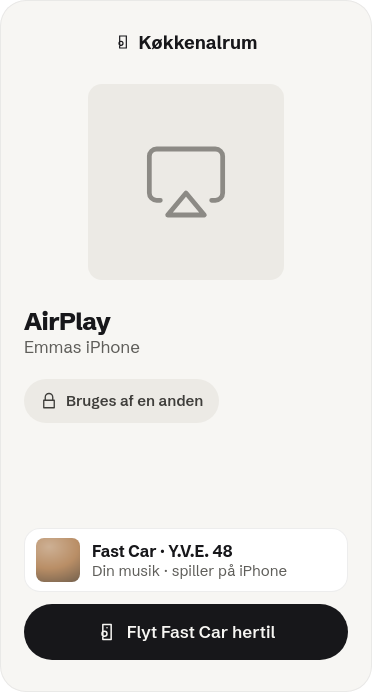 Køkkenalrum
AirPlay
Emmas iPhone
Bruges af en anden
Fast Car · Y.V.E. 48
Din musik · spiller på iPhone
Flyt Fast Car hertil